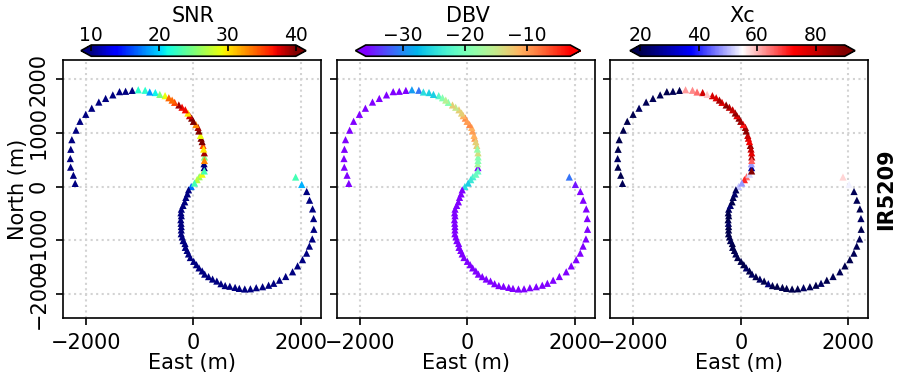 SNR DBV Xc
10 20 30 40 −30 −20 −10 20 40 60 80
2000
1000
0
−1000
−2000
North (m)
−2000 0 2000 −2000 0 2000 −2000 0 2000
East (m) East (m) East (m)
IR5209